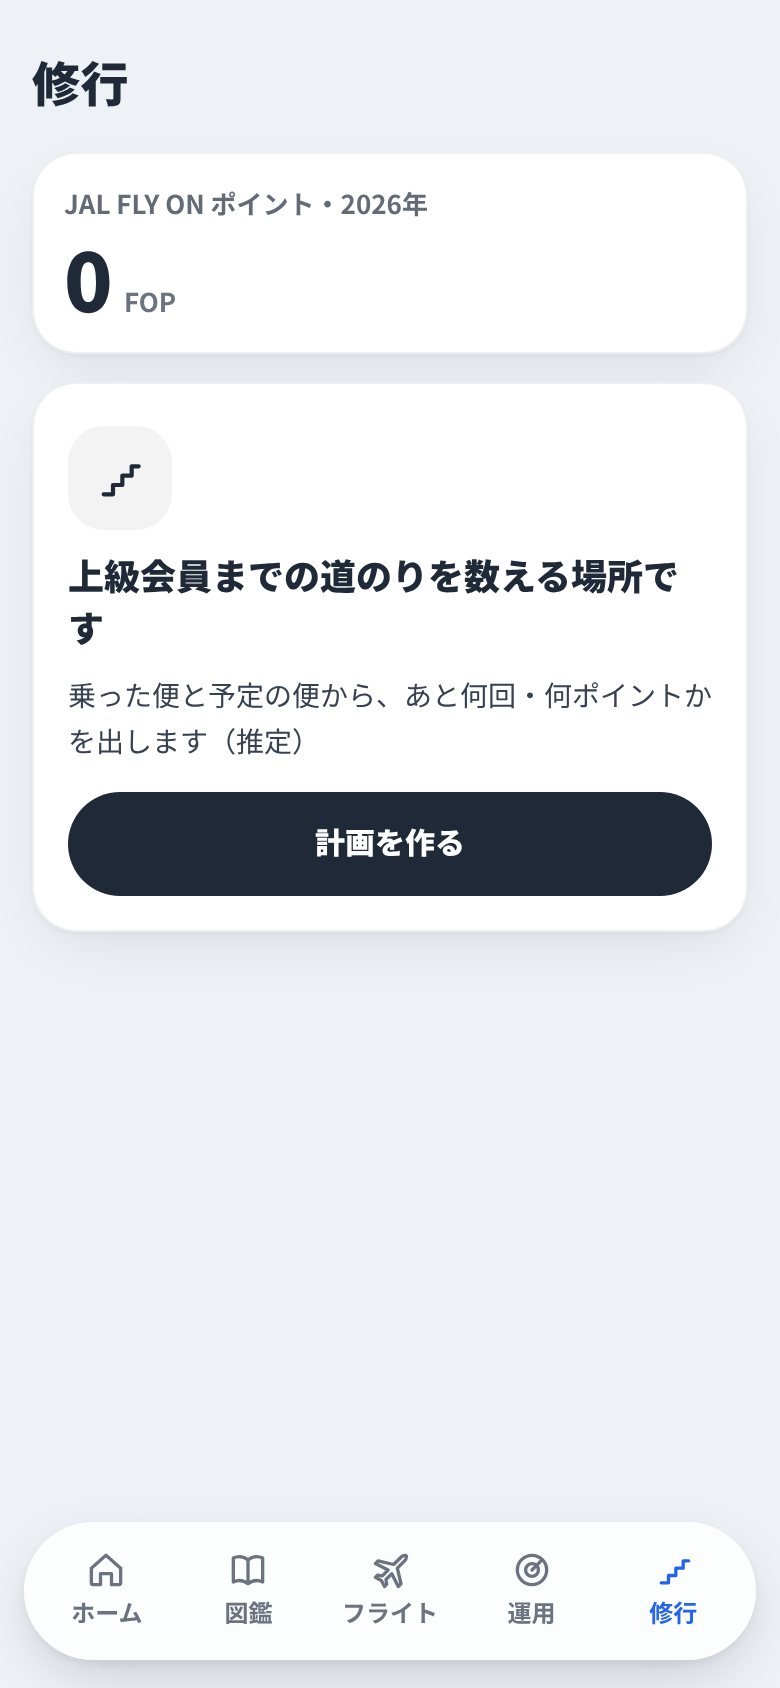 修行
JAL FLY ON ポイント・2026年
0 FOP
上級会員までの道のりを数える場所で
す
乗った便と予定の便から、あと何回・何ポイントか
を出します（推定）
計画を作る
ホーム 図鑑 フライト 運用 修行